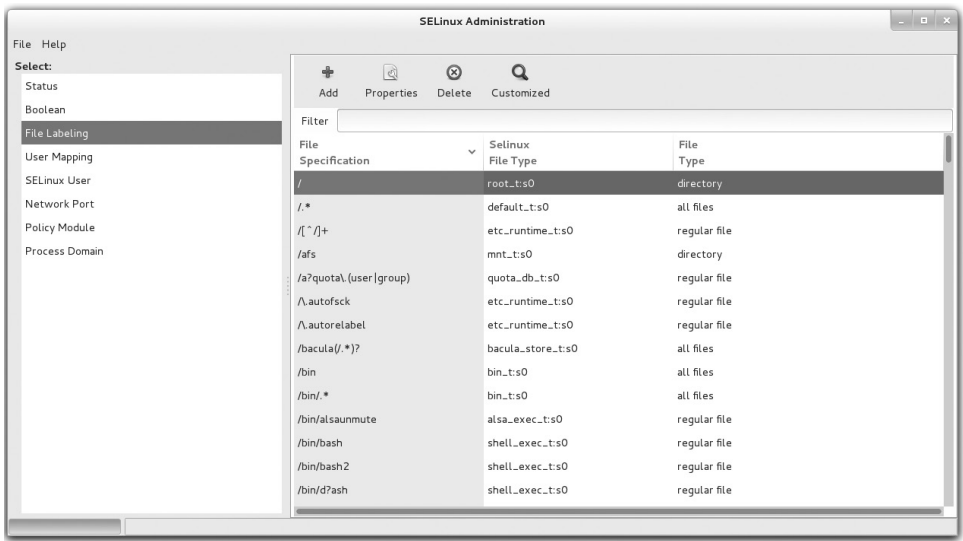 SELinux Administration
File Help
Select:
Status
Boolean
File Labeling
User Mapping
SELinux User
Network Port
Policy Module
Process Domain
Add Properties Delete Customized
Filter
File Specification Selinux File Type File Type
/ root_t:s0 directory
/.* default_t:s0 all files
/[^/]+ etc_runtime_t:s0 regular file
/afs mnt_t:s0 directory
/a?quota\.(user|group) quota_db_t:s0 regular file
/\.autofsck etc_runtime_t:s0 regular file
/\.autorelabel etc_runtime_t:s0 regular file
/bacula(/.*)? bacula_store_t:s0 all files
/bin bin_t:s0 all files
/bin/.* bin_t:s0 all files
/bin/alsaunmute alsa_exec_t:s0 regular file
/bin/bash shell_exec_t:s0 regular file
/bin/bash2 shell_exec_t:s0 regular file
/bin/d?ash shell_exec_t:s0 regular file